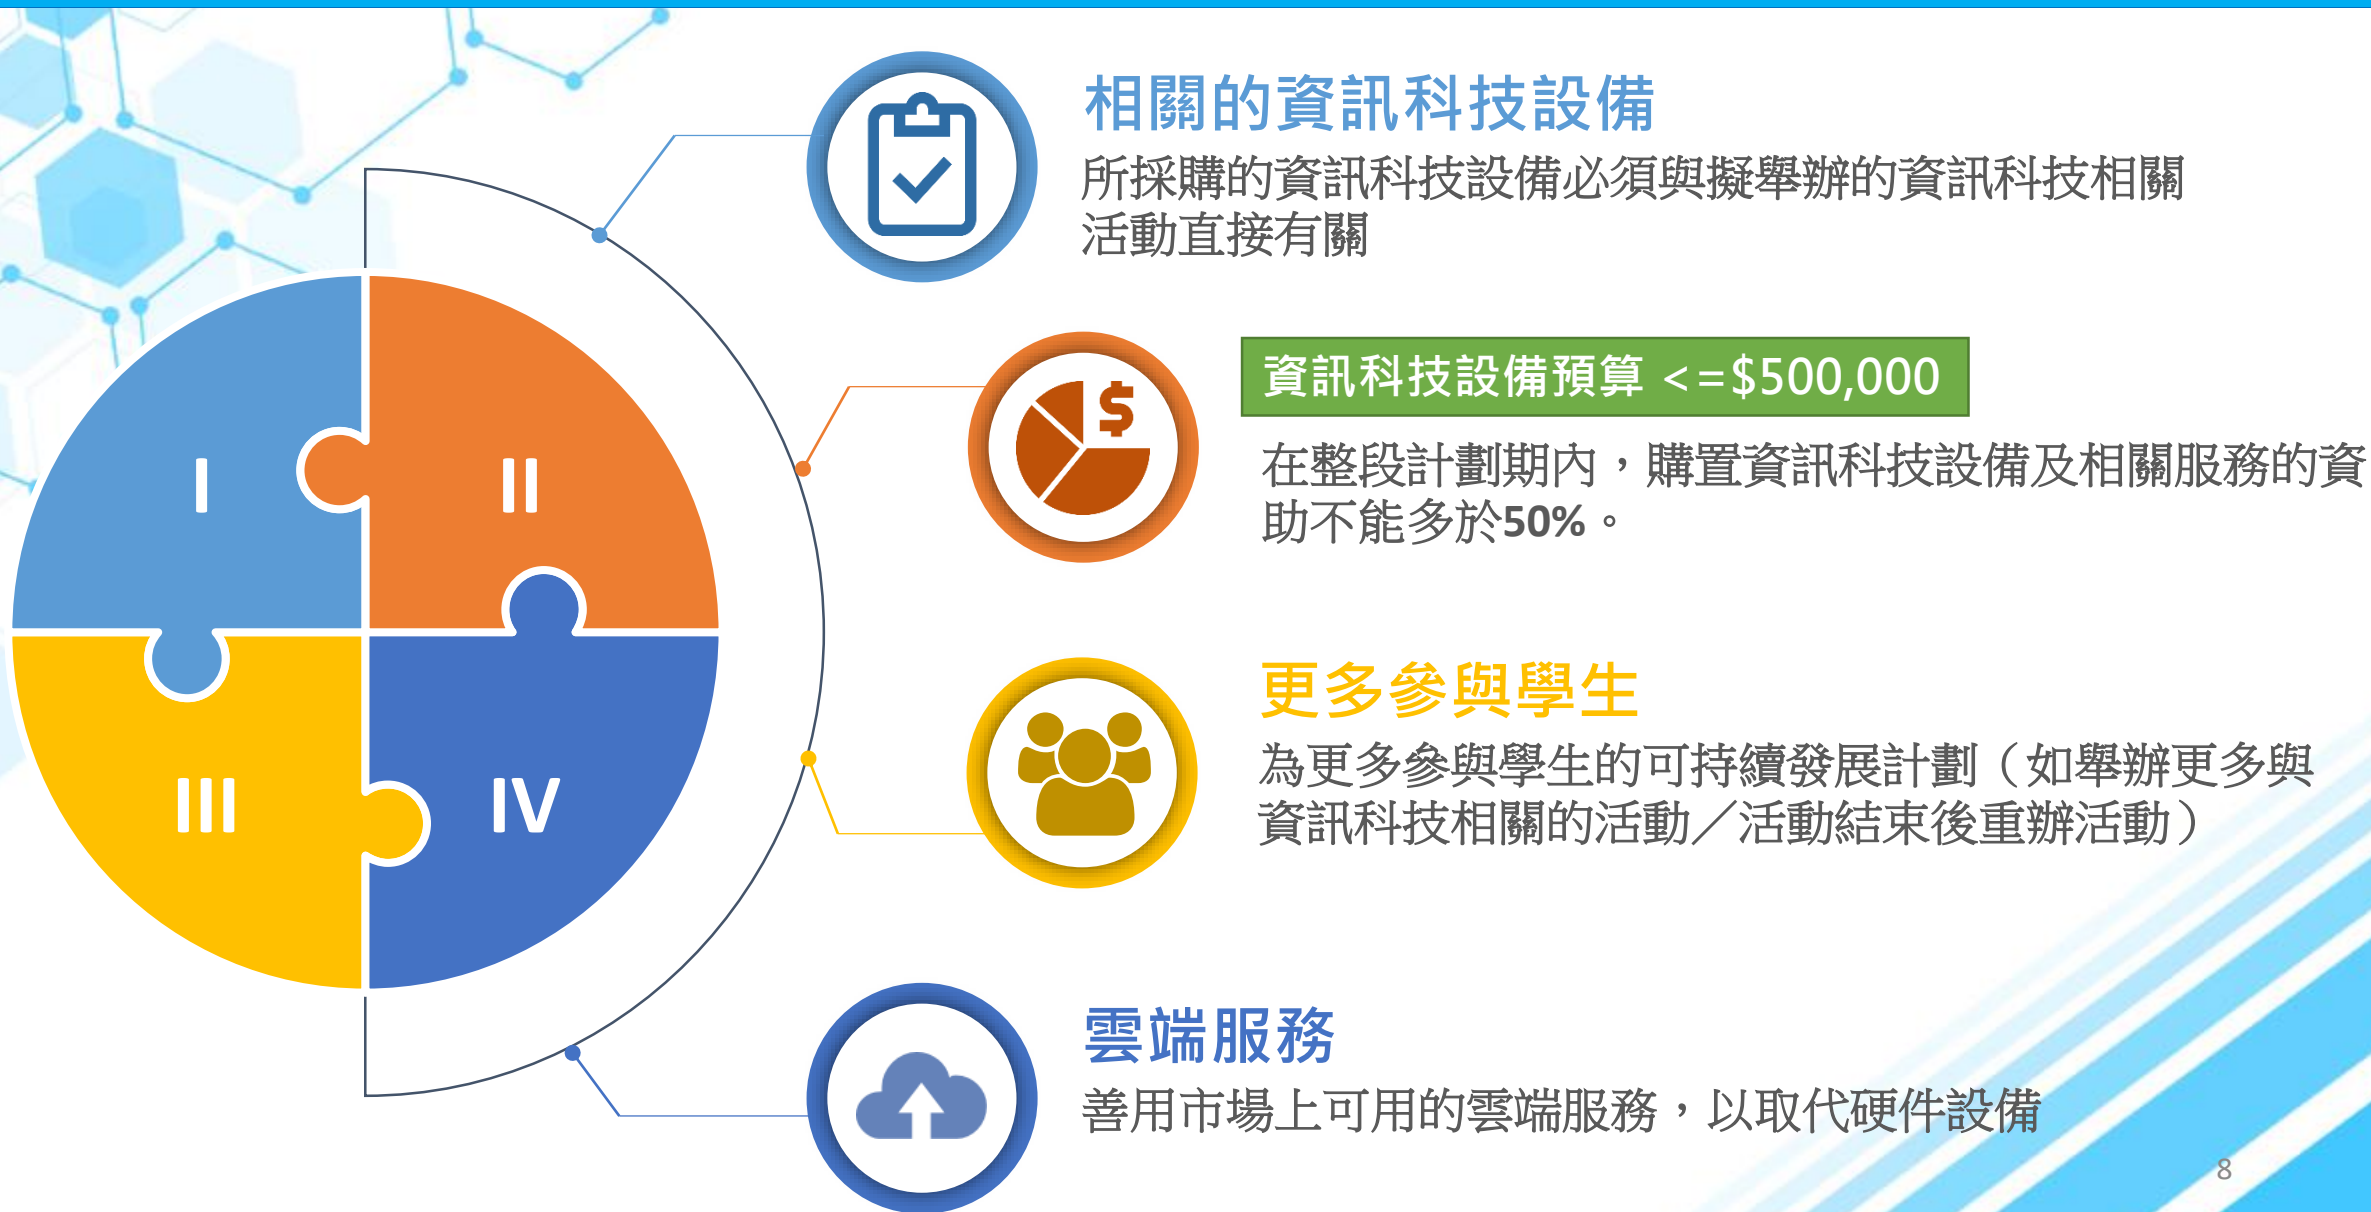 I
II
III
IV
相關的資訊科技設備
所採購的資訊科技設備必須與擬舉辦的資訊科技相關
活動直接有關
$
資訊科技設備預算 <=$500,000
在整段計劃期內，購置資訊科技設備及相關服務的資
助不能多於50%。
更多參與學生
為更多參與學生的可持續發展計劃（如舉辦更多與
資訊科技相關的活動／活動結束後重辦活動）
雲端服務
善用市場上可用的雲端服務，以取代硬件設備
8